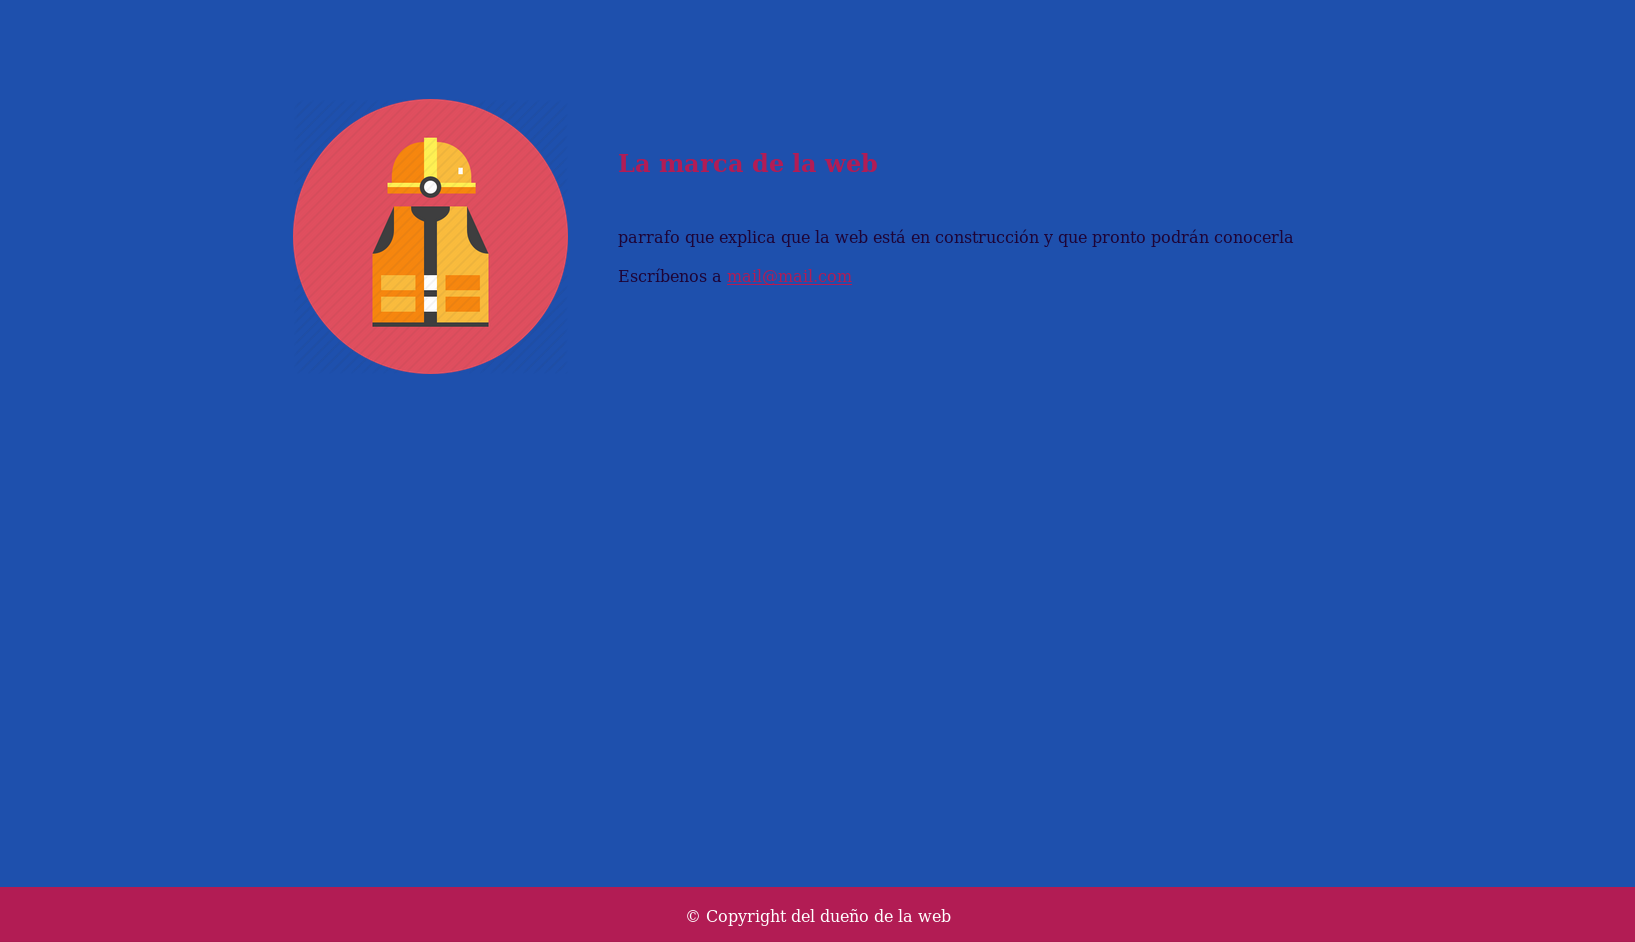 La marca de la web
parrafo que explica que la web está en construcción y que pronto podrán conocerla
Escríbenos a mail@mail.com
© Copyright del dueño de la web